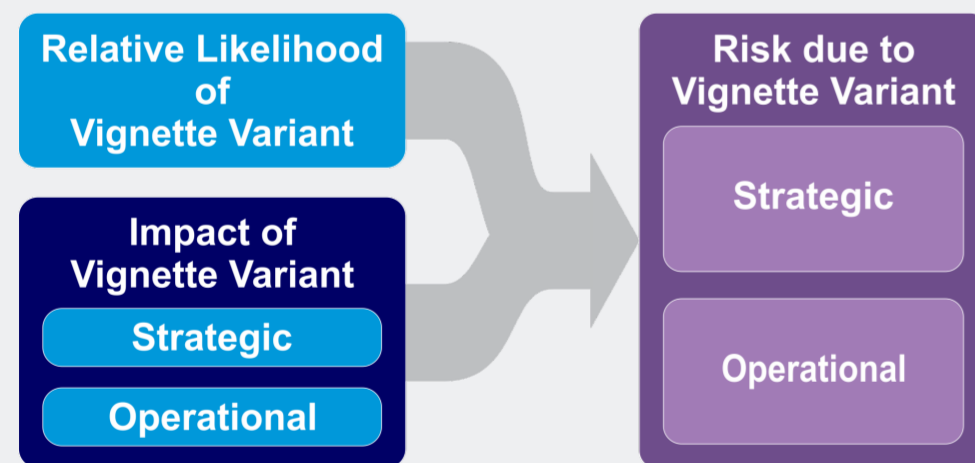 Relative Likelihood
of
Vignette Variant
Impact of
Vignette Variant
Strategic
Operational
Risk due to
Vignette Variant
Strategic
Operational